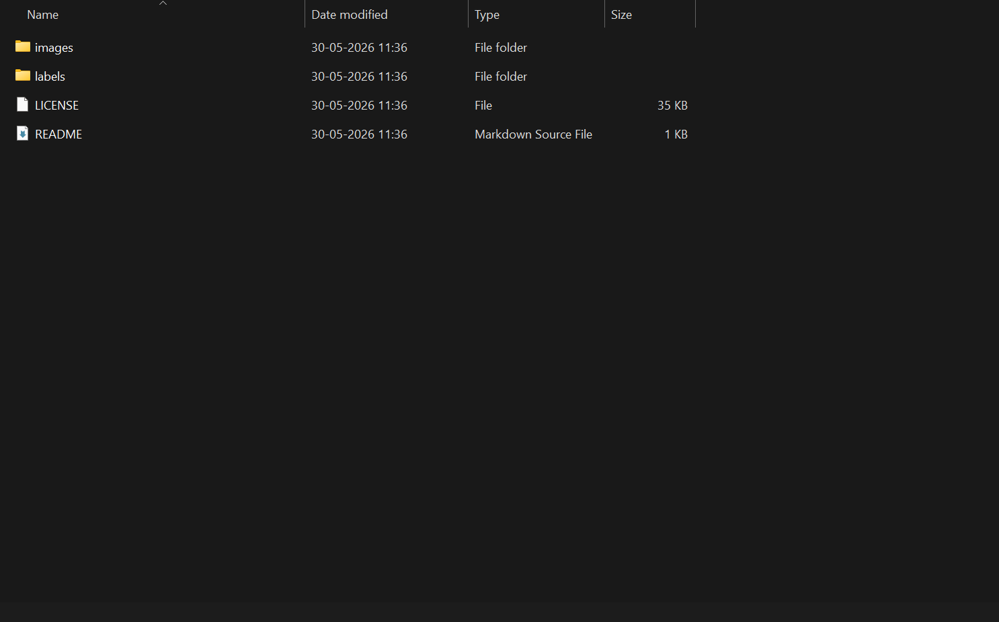 Name Date modified Type Size
images 30-05-2026 11:36 File folder
labels 30-05-2026 11:36 File folder
LICENSE 30-05-2026 11:36 File 35 KB
README 30-05-2026 11:36 Markdown Source File 1 KB